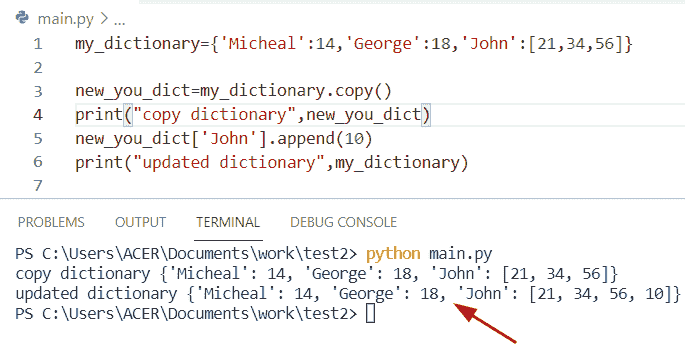 main.py > ...
1 my_dictionary={'Micheal':14,'George':18,'John':[21,34,56]}
2
3 new_you_dict=my_dictionary.copy()
4 print("copy dictionary",new_you_dict)
5 new_you_dict['John'].append(10)
6 print("updated dictionary",my_dictionary)
7
PROBLEMS OUTPUT TERMINAL DEBUG CONSOLE
PS C:\Users\ACER\Documents\work\test2> python main.py
copy dictionary {'Micheal': 14, 'George': 18, 'John': [21, 34, 56]}
updated dictionary {'Micheal': 14, 'George': 18, 'John': [21, 34, 56, 10]}
PS C:\Users\ACER\Documents\work\test2>